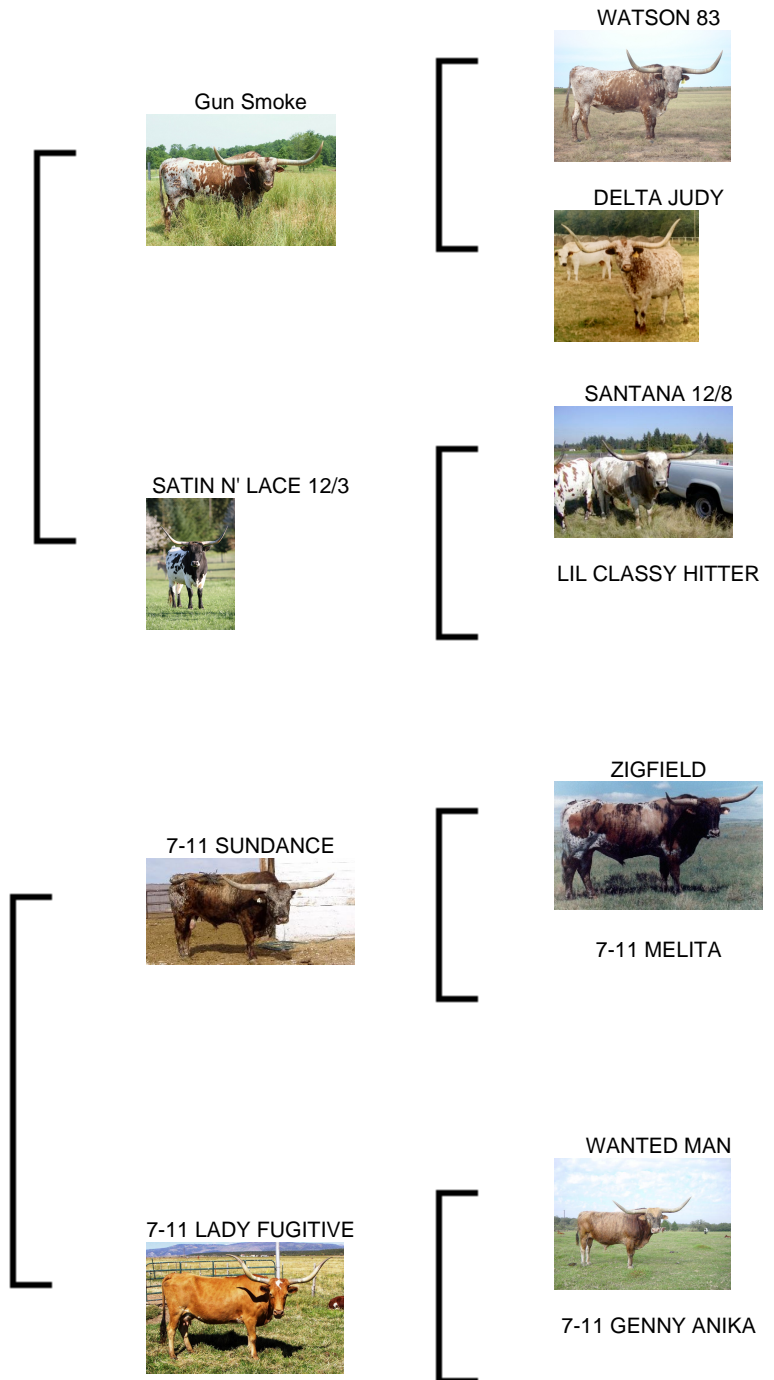 WATSON 83
Gun Smoke
DELTA JUDY
SANTANA 12/8
SATIN N' LACE 12/3
LIL CLASSY HITTER
ZIGFIELD
7-11 SUNDANCE
7-11 MELITA
WANTED MAN
7-11 LADY FUGITIVE
7-11 GENNY ANIKA